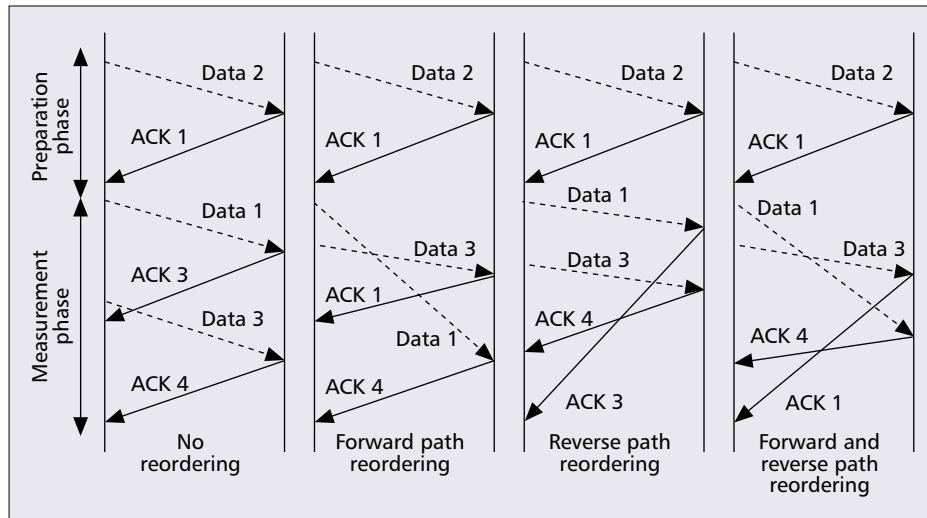 Preparation
phase
Measurement
phase
Data 2
ACK 1
Data 1
ACK 3
Data 3
ACK 4
No
reordering
Data 2
ACK 1
Data 3
ACK 1
Data 1
ACK 4
Forward path
reordering
Data 2
ACK 1
Data 1
Data 3
ACK 4
ACK 3
Reverse path
reordering
Data 2
ACK 1
Data 1
Data 3
ACK 4
ACK 1
Forward and
reverse path
reordering